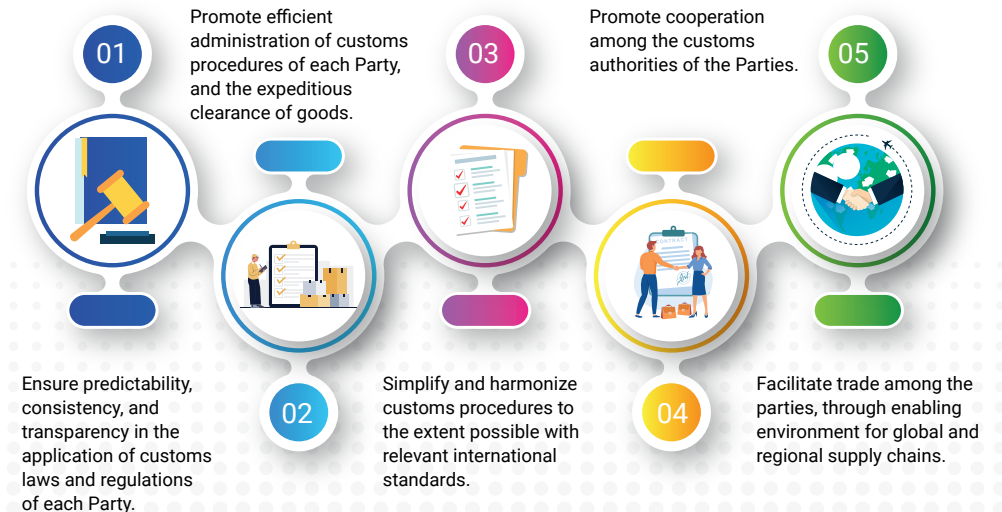 01
Ensure predictability,
consistency, and
transparency in the
application of customs
laws and regulations
of each Party.
Promote efficient
administration of customs
procedures of each Party,
and the expeditious
clearance of goods.
02
03
Simplify and harmonize
customs procedures to
the extent possible with
relevant international
standards.
Promote cooperation
among the customs
authorities of the Parties.
CONTRACT
04
05
Facilitate trade among the
parties, through enabling
environment for global and
regional supply chains.